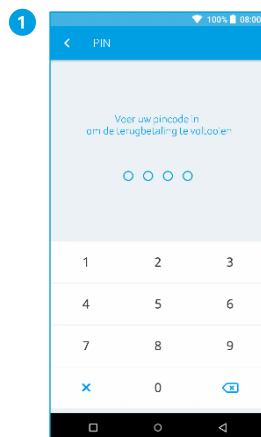 1
100% 08:00
PIN
Voer uw pincode in
om de terugbetaling te voltooien
1 2 3
4 5 6
7 8 9
0